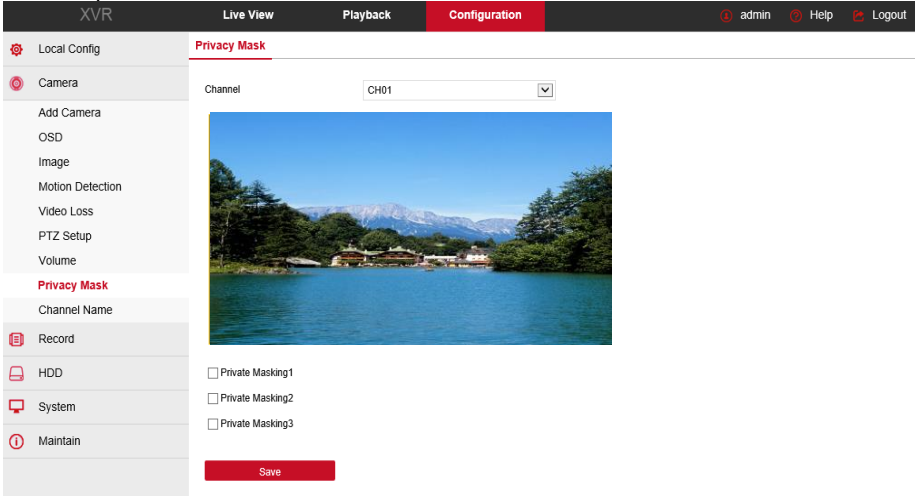 XVR Live View Playback Configuration admin Help Logout
Local Config
Camera
Add Camera
OSD
Image
Motion Detection
Video Loss
PTZ Setup
Volume
Privacy Mask
Channel Name
Record
HDD
System
Maintain
Privacy Mask
Channel CH01
Private Masking1
Private Masking2
Private Masking3
Save